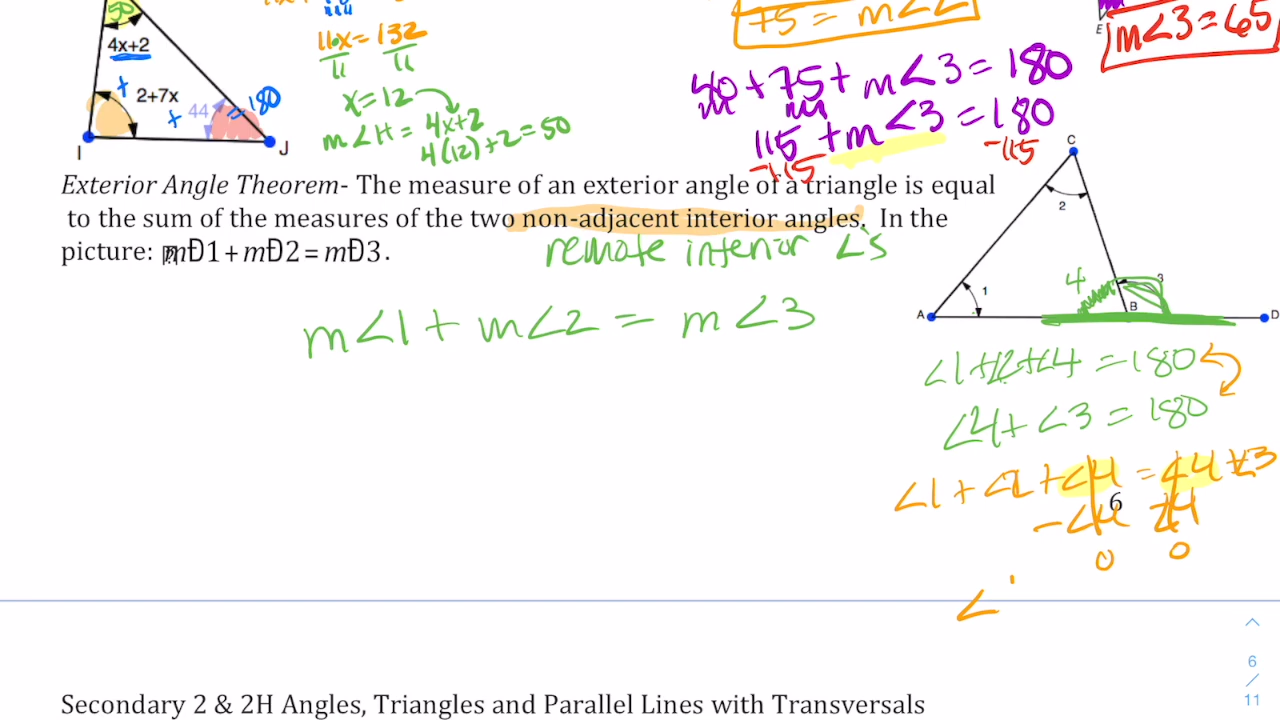 50
4x+2
+
2+7x
+
44
= 180
I
J
11x = 132
11 11
x = 12
m∠H = 4x+2
4(12)+2 = 50
75 = m∠2
E
m∠3 = 65
40 + 75 + m∠3 = 180
115 + m∠3 = 180
-115 -115
Exterior Angle Theorem- The measure of an exterior angle of a triangle is equal
to the sum of the measures of the two non-adjacent interior angles. In the
picture: mÐ1 + mÐ2 = mÐ3.
remote interior ∠'s
m∠1 + m∠2 = m∠3
C
2
4
3
1
A
B
D
∠1+∠2+∠4 = 180
∠4 + ∠3 = 180
∠1 + ∠2 + ∠4 = ∠4 + ∠3
6
-∠4 -∠4
0 0
∠
6
/
11
Secondary 2 & 2H Angles, Triangles and Parallel Lines with Transversals